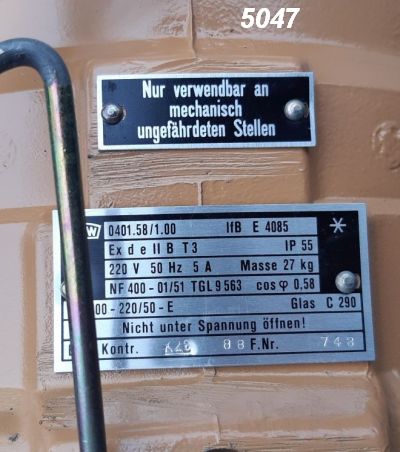 5047
Nur verwendbar an
mechanisch
ungefährdeten Stellen
W 0401.58/1.00 IfB E 4085
Ex d e II B T3 IP 55
220 V 50 Hz 5 A Masse 27 kg
NF 400-01/51 TGL 9563 cos φ 0,58
00-220/50-E Glas C 290
Nicht unter Spannung öffnen!
Kontr. 88 F.Nr. 748